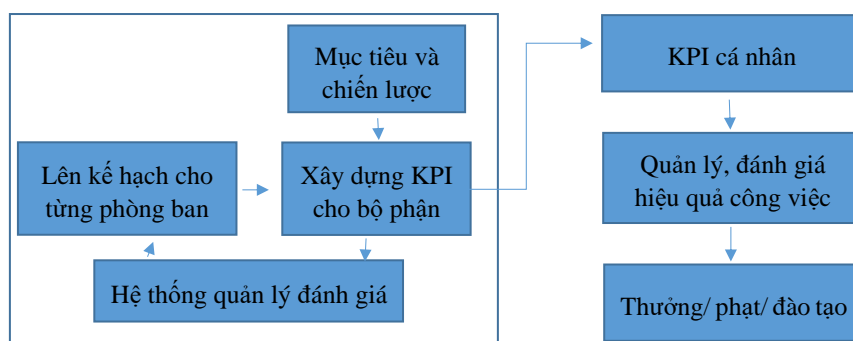 Mục tiêu và
chiến lược
Lên kế hạch cho
từng phòng ban
Xây dựng KPI
cho bộ phận
Hệ thống quản lý đánh giá
KPI cá nhân
Quản lý, đánh giá
hiệu quả công việc
Thưởng/ phạt/ đào tạo